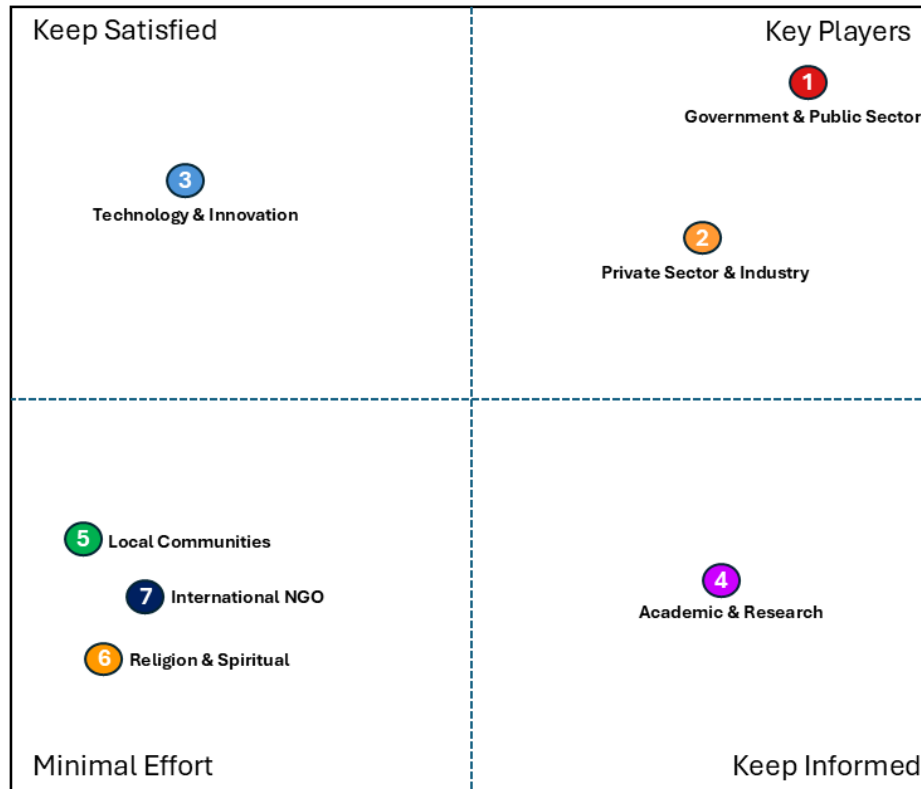 Keep Satisfied
Key Players
1
Government & Public Sector
3
Technology & Innovation
2
Private Sector & Industry
5 Local Communities
7 International NGO
4
Academic & Research
6 Religion & Spiritual
Minimal Effort
Keep Informed